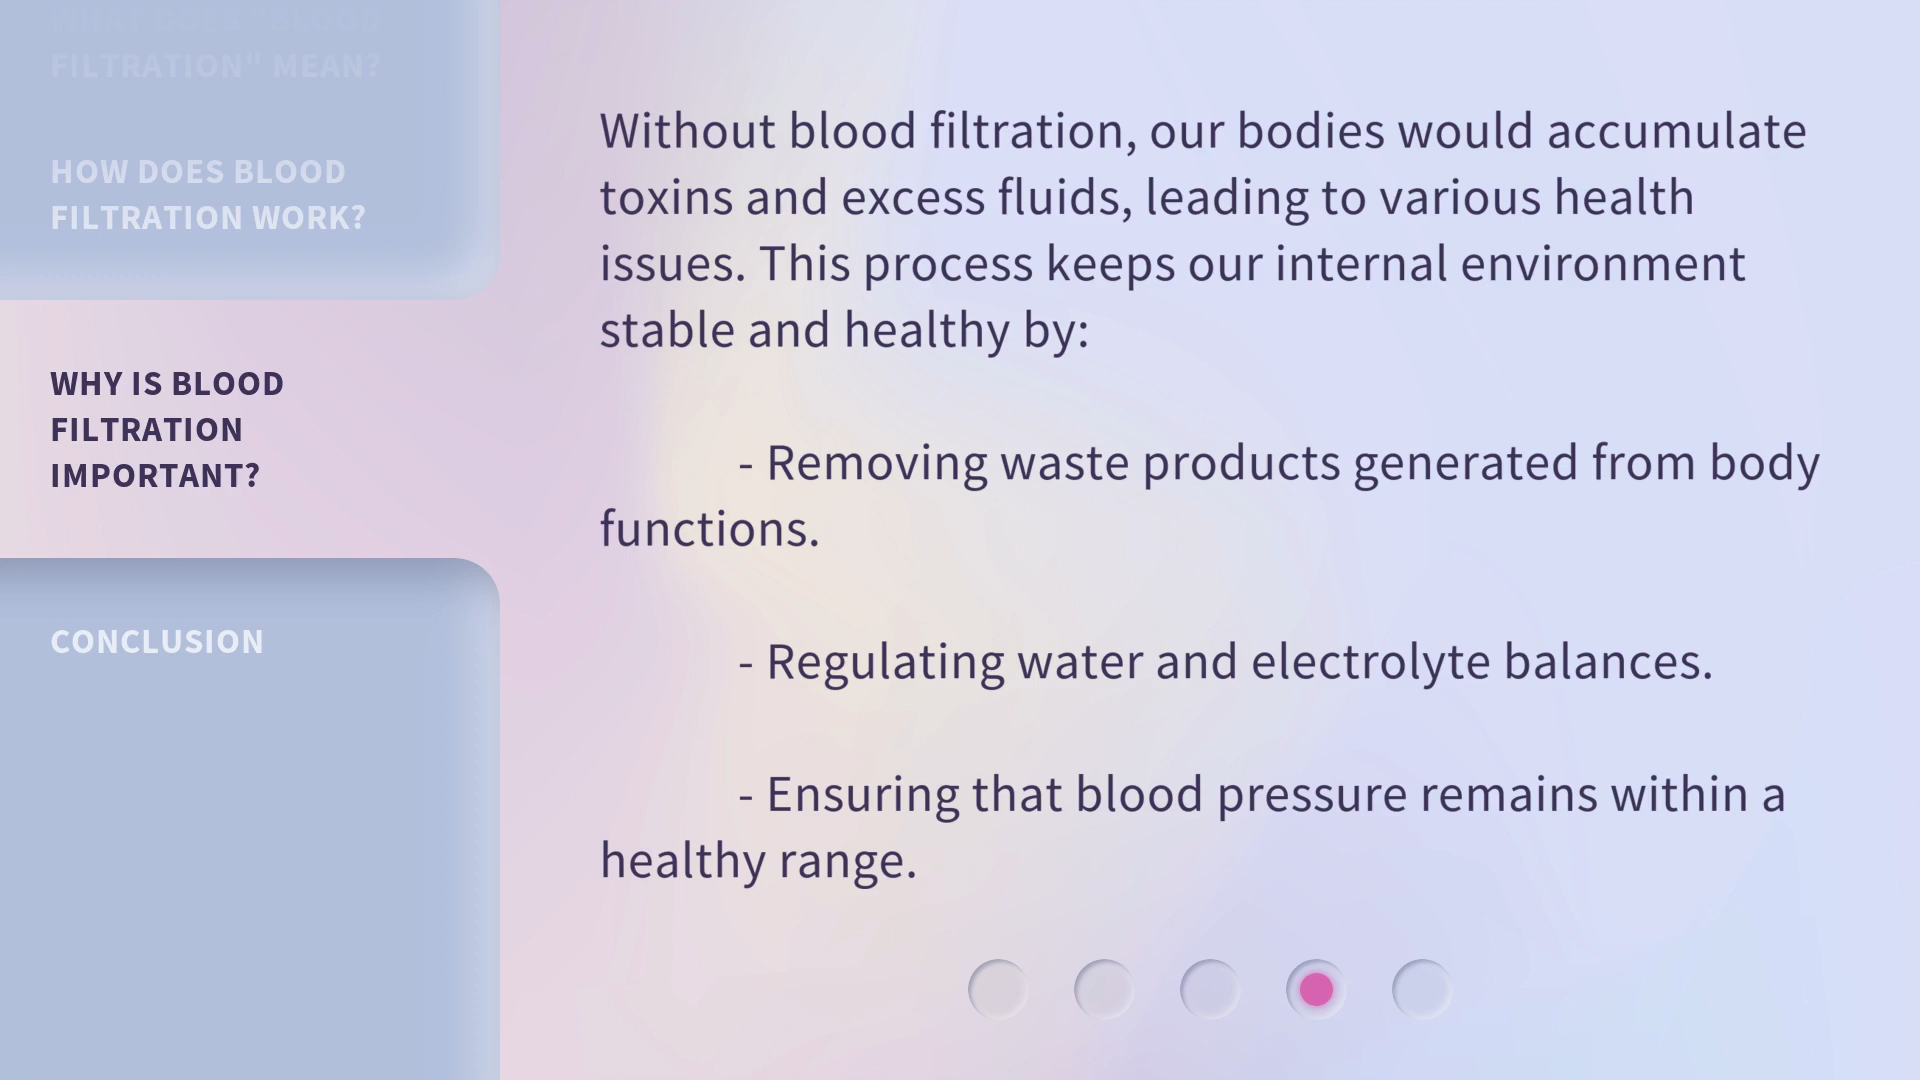 WHAT DOES "BLOOD
FILTRATION" MEAN?
HOW DOES BLOOD
FILTRATION WORK?
WHY IS BLOOD
FILTRATION
IMPORTANT?
CONCLUSION
Without blood filtration, our bodies would accumulate
toxins and excess fluids, leading to various health
issues. This process keeps our internal environment
stable and healthy by:
- Removing waste products generated from body
functions.
- Regulating water and electrolyte balances.
- Ensuring that blood pressure remains within a
healthy range.